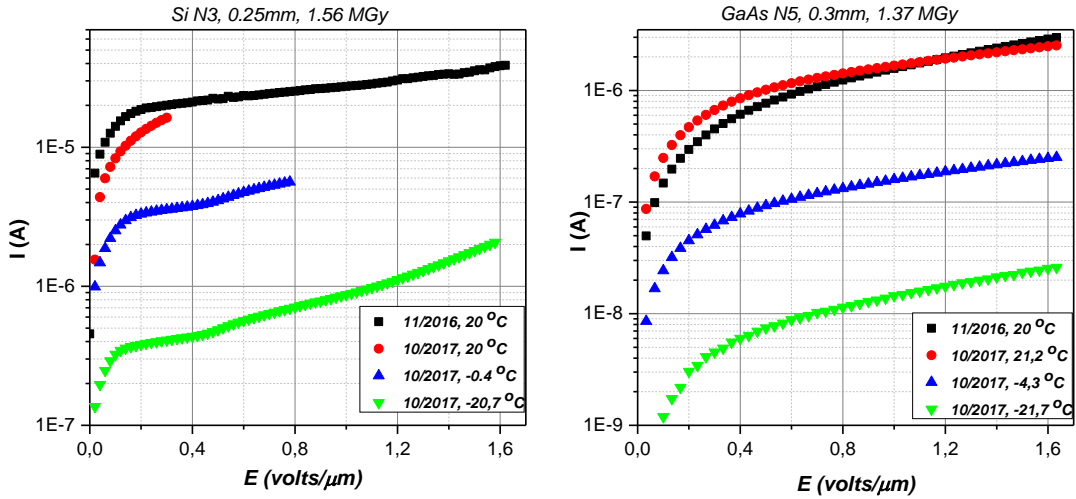 Si N3, 0.25mm, 1.56 MGy
1E-5
1E-6
1E-7
I (A)
0,0 0,4 0,8 1,2 1,6
E (volts/μm)
11/2016, 20 °C
10/2017, 20 °C
10/2017, -0.4 °C
10/2017, -20,7 °C
GaAs N5, 0.3mm, 1.37 MGy
1E-6
1E-7
1E-8
1E-9
I (A)
0,0 0,4 0,8 1,2 1,6
E (volts/μm)
11/2016, 20 °C
10/2017, 21,2 °C
10/2017, -4,3 °C
10/2017, -21,7 °C